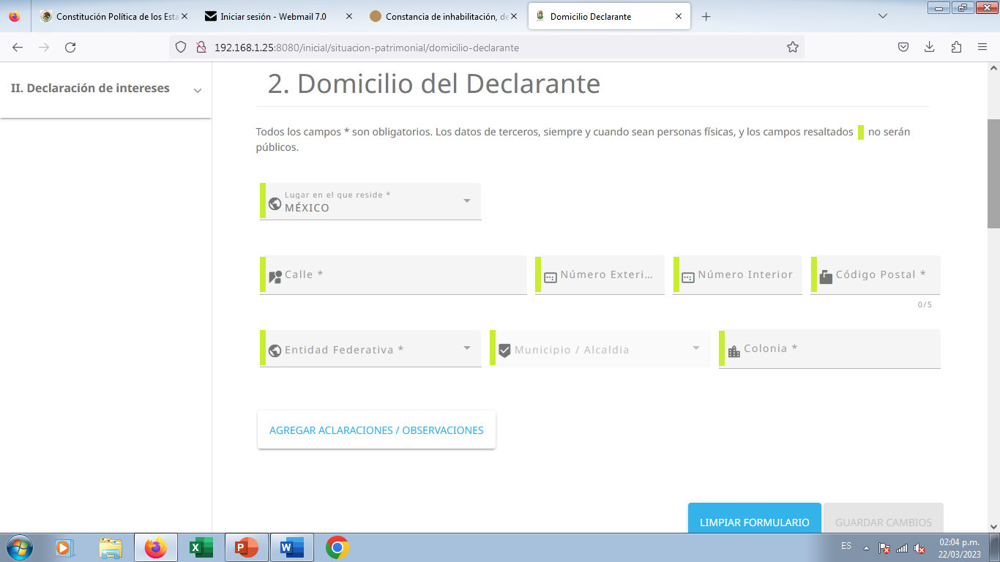 Constitución Política de los Esta
Iniciar sesión - Webmail 7.0
Constancia de inhabilitación, de
Domicilio Declarante
192.168.1.25:8080/inicial/situacion-patrimonial/domicilio-declarante
II. Declaración de intereses
2. Domicilio del Declarante
Todos los campos * son obligatorios. Los datos de terceros, siempre y cuando sean personas físicas, y los campos resaltados no serán
públicos.
Lugar en el que reside *
MÉXICO
Calle *
Número Exteri...
Número Interior
Código Postal *
0/5
Entidad Federativa *
Municipio / Alcaldia
Colonia *
AGREGAR ACLARACIONES / OBSERVACIONES
LIMPIAR FORMULARIO
GUARDAR CAMBIOS
ES
02:04 p.m.
22/03/2023